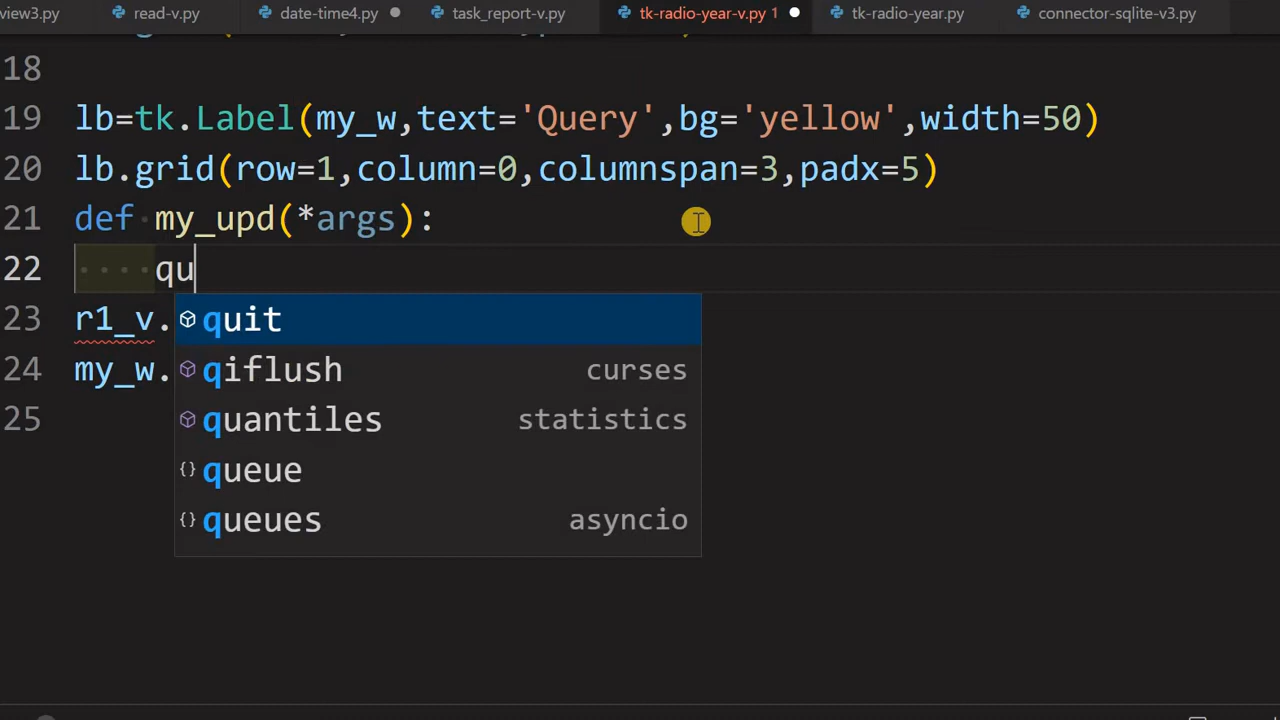 view3.py read-v.py date-time4.py task_report-v.py tk-radio-year-v.py 1 tk-radio-year.py connector-sqlite-v3.py
18
19 lb=tk.Label(my_w,text='Query',bg='yellow',width=50)
20 lb.grid(row=1,column=0,columnspan=3,padx=5)
21 def my_upd(*args):
22 qu
23 r1_v.
quit
24 my_w.
qiflush curses
25
quantiles statistics
queue
queues asyncio